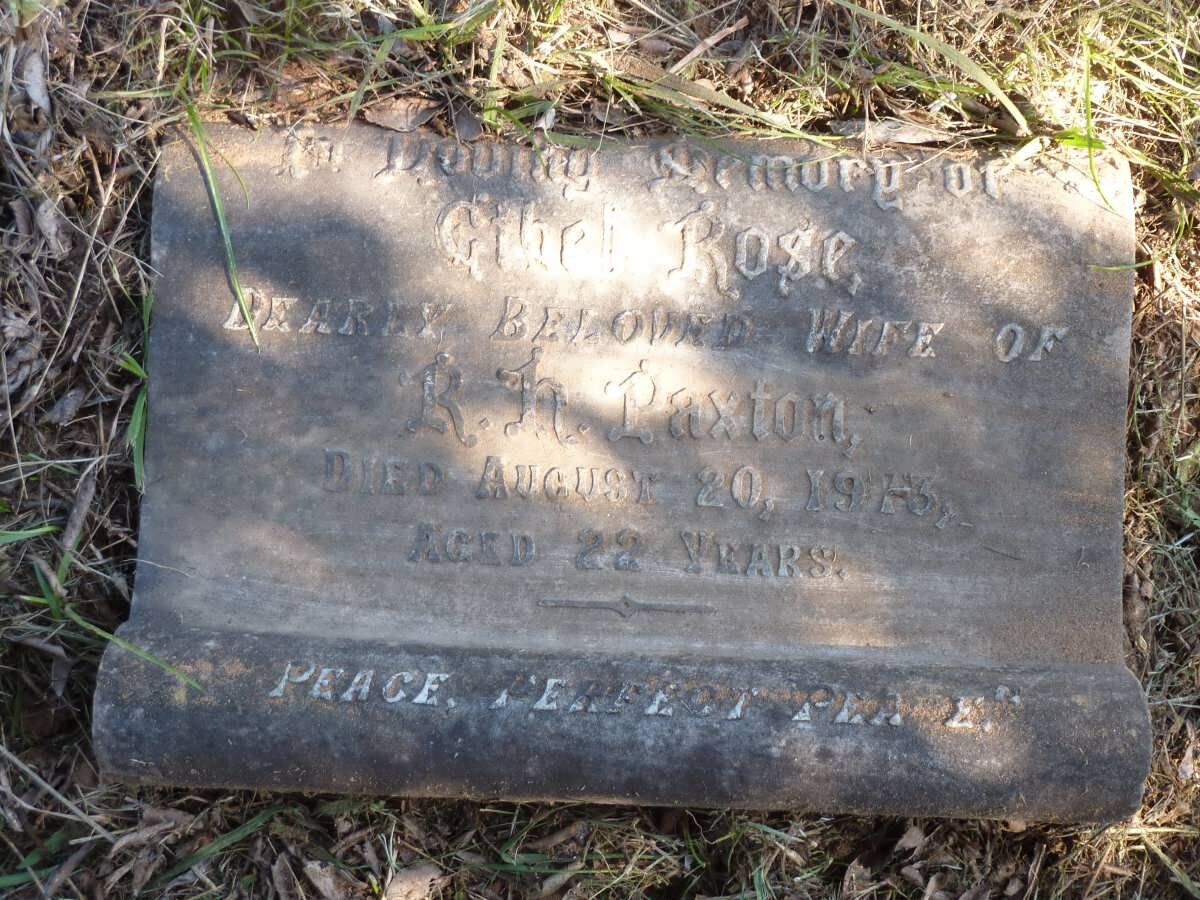 In Loving Memory of
Ethel Rose,
DEARLY BELOVED WIFE OF
R. H. Paxton,
DIED AUGUST 20, 1913,
AGED 22 YEARS.
PEACE, PERFECT PEA E."